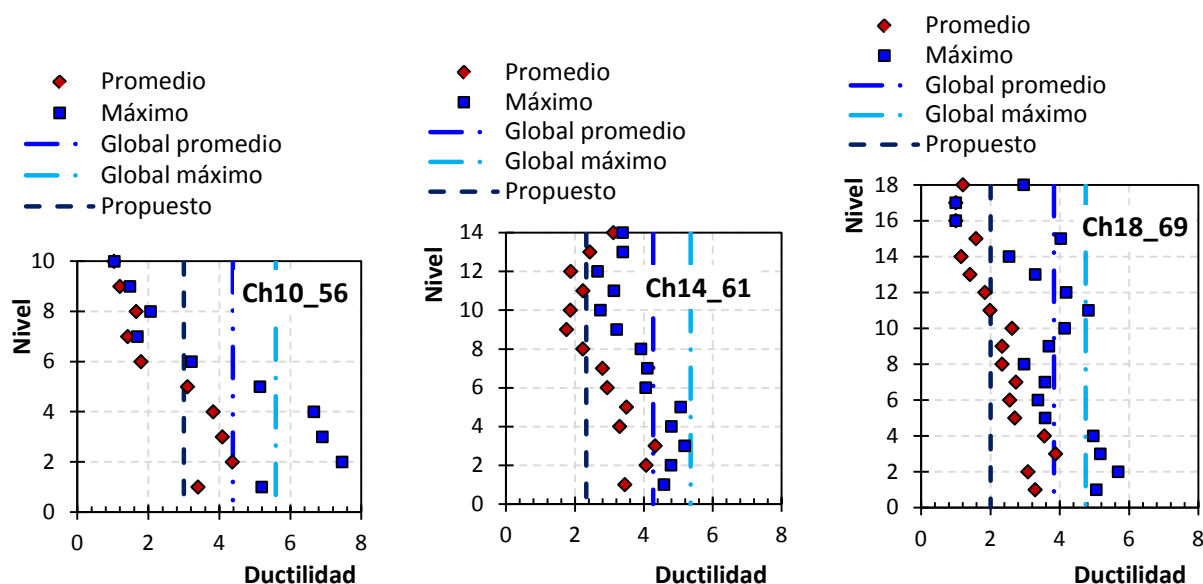 Promedio
Máximo
Global promedio
Global máximo
Propuesto
Nivel
10
8
6
4
2
0
Ch10_56
0 2 4 6 8
Ductilidad
Promedio
Máximo
Global promedio
Global máximo
Propuesto
Nivel
14
12
10
8
6
4
2
0
Ch14_61
0 2 4 6 8
Ductilidad
Promedio
Máximo
Global promedio
Global máximo
Propuesto
Nivel
18
16
14
12
10
8
6
4
2
0
Ch18_69
0 2 4 6 8
Ductilidad